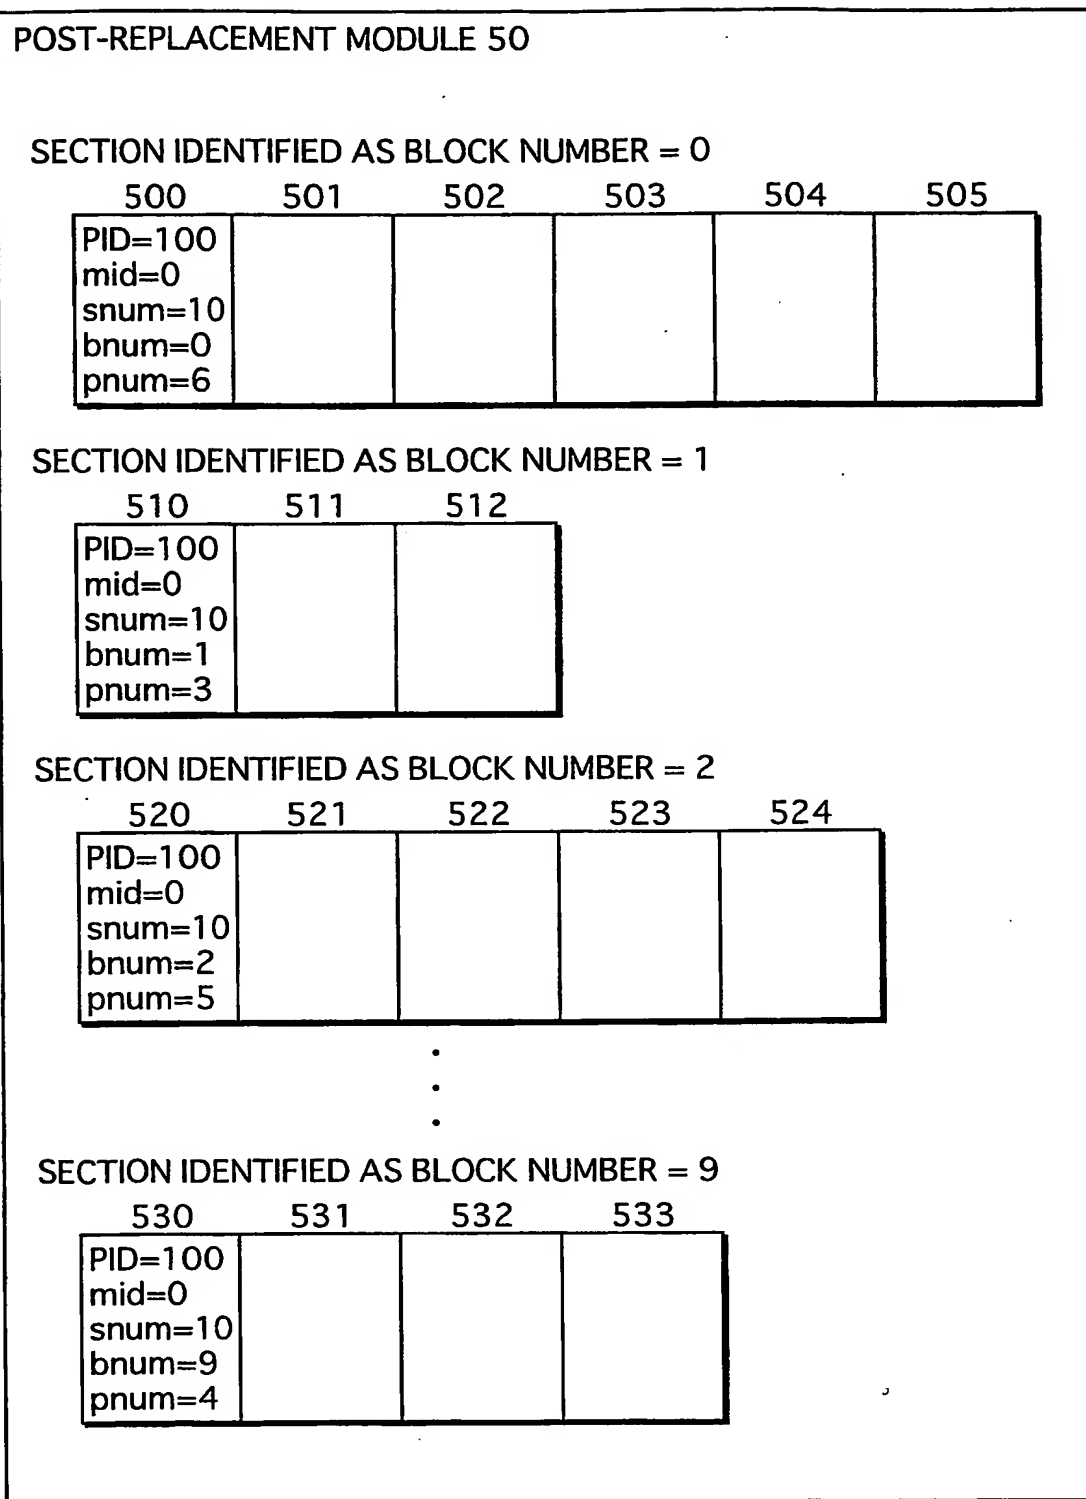 POST-REPLACEMENT MODULE 50
SECTION IDENTIFIED AS BLOCK NUMBER = 0
500 501 502 503 504 505
PID=100
mid=0
snum=10
bnum=0
pnum=6
SECTION IDENTIFIED AS BLOCK NUMBER = 1
510 511 512
PID=100
mid=0
snum=10
bnum=1
pnum=3
SECTION IDENTIFIED AS BLOCK NUMBER = 2
520 521 522 523 524
PID=100
mid=0
snum=10
bnum=2
pnum=5
SECTION IDENTIFIED AS BLOCK NUMBER = 9
530 531 532 533
PID=100
mid=0
snum=10
bnum=9
pnum=4